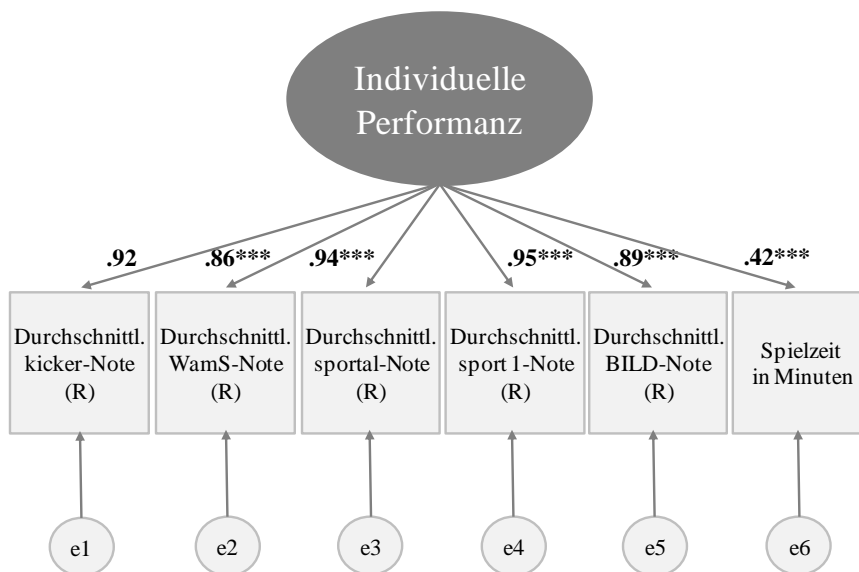 Individuelle
Performanz
.92
.86***
.94***
.95***
.89***
.42***
Durchschnittl.
kicker-Note
(R)
Durchschnittl.
WamS-Note
(R)
Durchschnittl.
sportal-Note
(R)
Durchschnittl.
sport 1-Note
(R)
Durchschnittl.
BILD-Note
(R)
Spielzeit
in Minuten
e1
e2
e3
e4
e5
e6